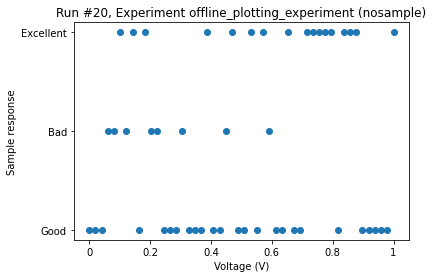 Run #20, Experiment offline_plotting_experiment (nosample)
Excellent
Bad
Good
Sample response
0
0.2
0.4
0.6
0.8
1
Voltage (V)